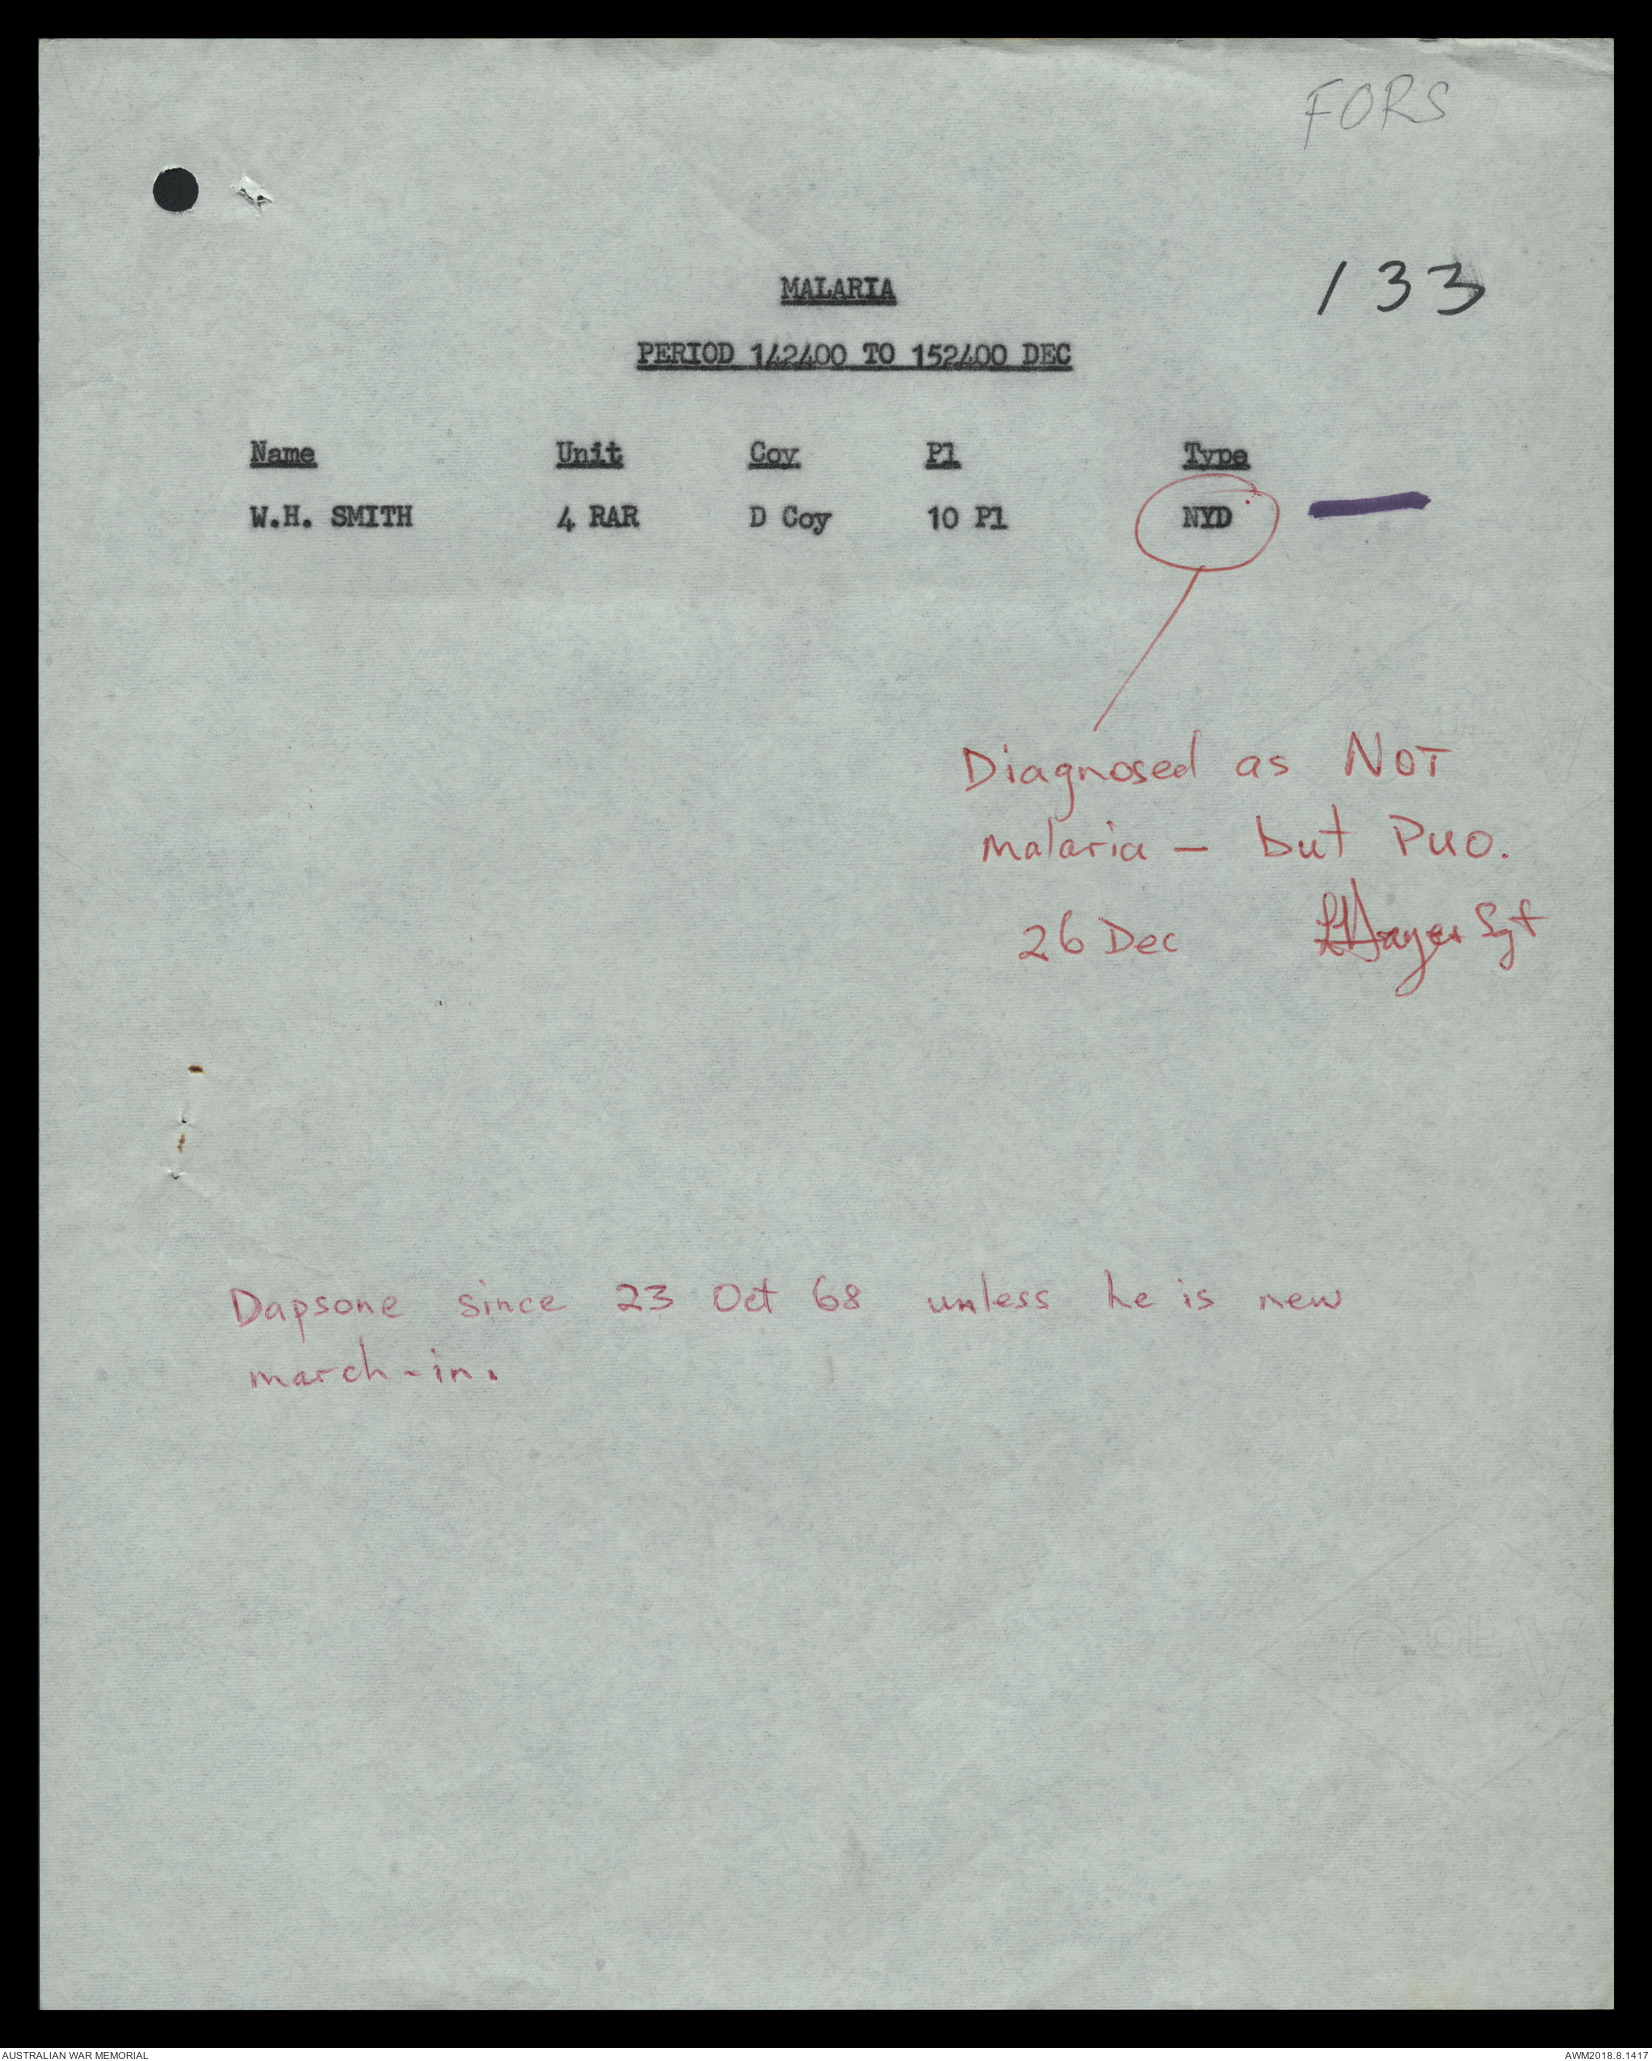 FORS
133
MALARIA
PERIOD 142400 TO 152400 DEC
Name Unit Coy Pl Type
W.H. SMITH 4 RAR D Coy 10 Pl NYD
Diagnosed as NOT
malaria – but PUO.
26 Dec Sgt
Dapsone since 23 Oct 68 unless he is new
march-in.
C OF A
AUSTRALIAN WAR MEMORIAL AWM2018.8.1417